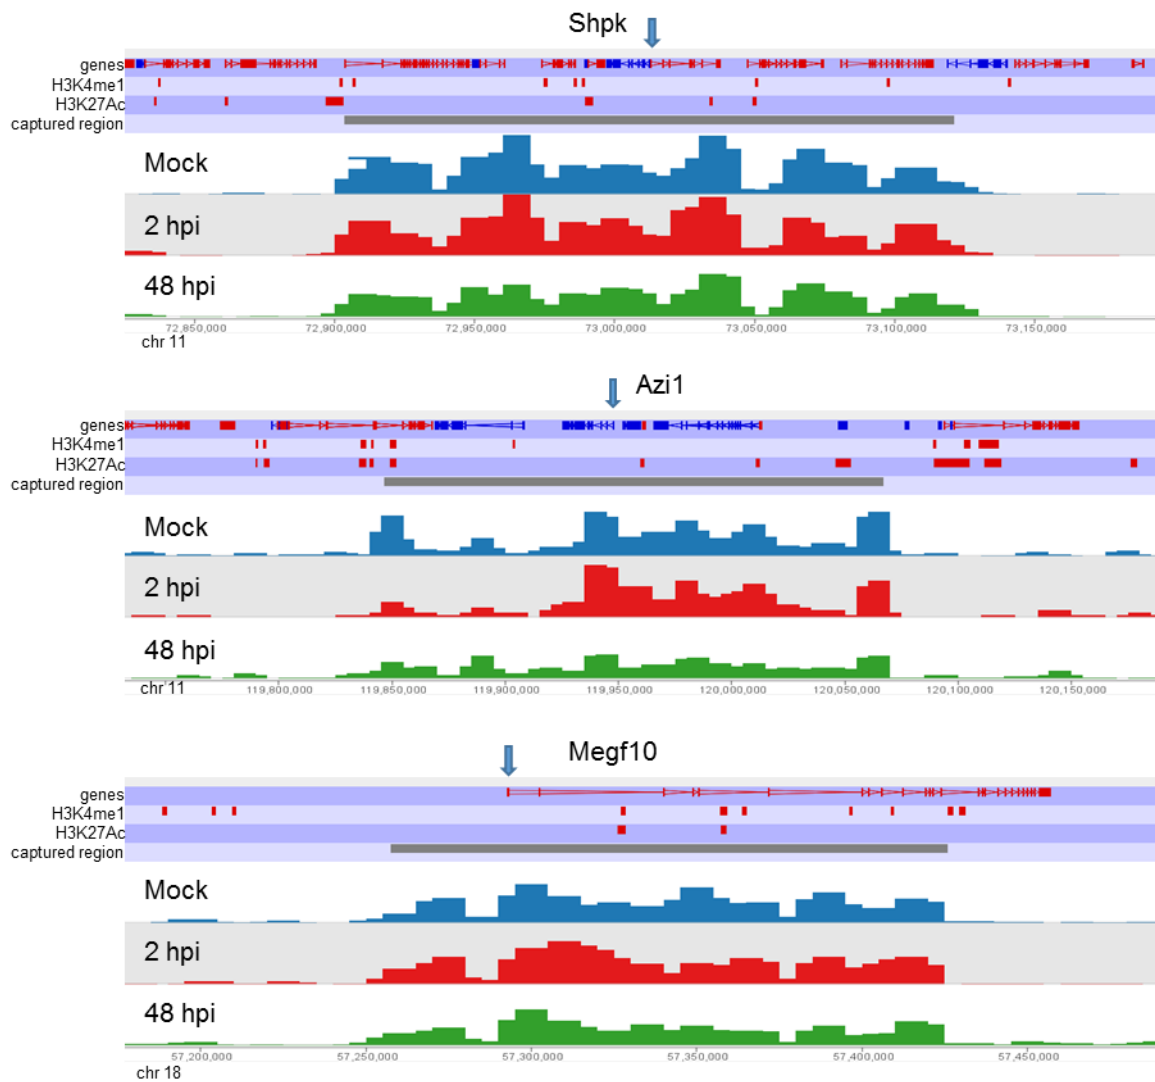 Shpk
genes
H3K4me1
H3K27Ac
captured region
Mock
2 hpi
48 hpi
72,850,000 72,900,000 72,950,000 73,000,000 73,050,000 73,100,000 73,150,000
chr 11
Azi1
genes
H3K4me1
H3K27Ac
captured region
Mock
2 hpi
48 hpi
119,800,000 119,850,000 119,900,000 119,950,000 120,000,000 120,050,000 120,100,000 120,150,000
chr 11
Megf10
genes
H3K4me1
H3K27Ac
captured region
Mock
2 hpi
48 hpi
57,200,000 57,250,000 57,300,000 57,350,000 57,400,000 57,450,000
chr 18